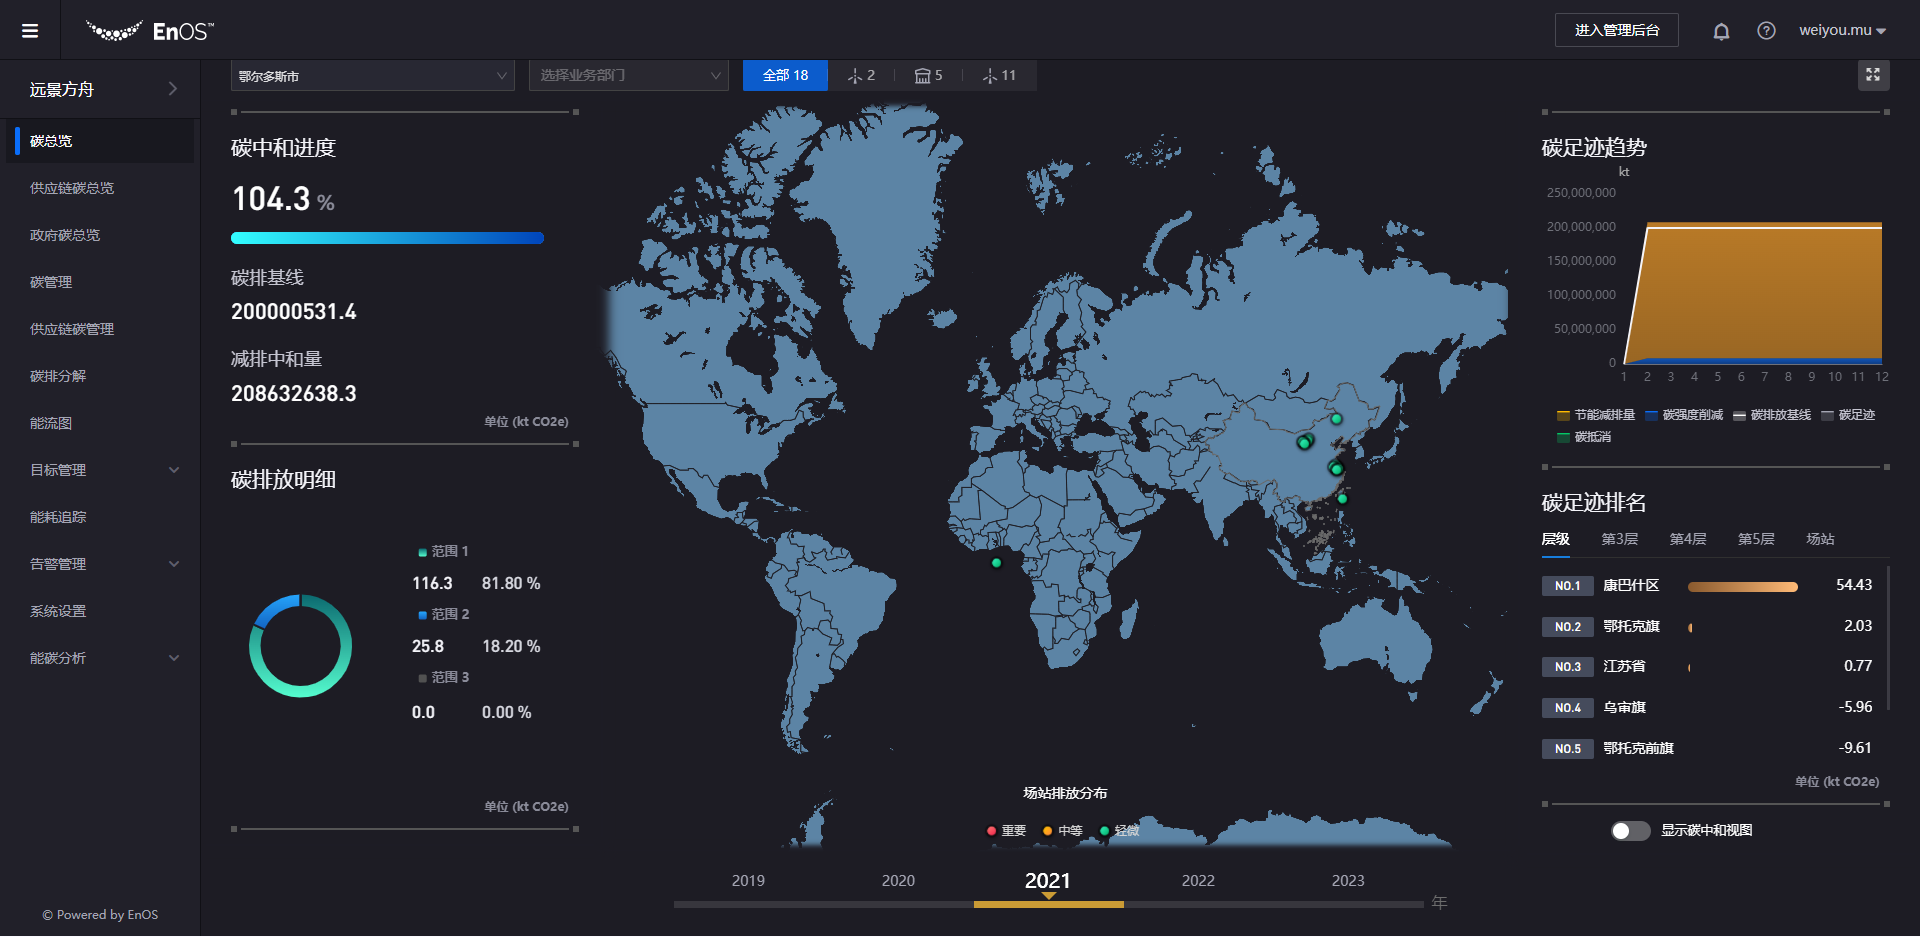 EnOS™
进入管理后台
weiyou.mu
远景方舟
碳总览
供应链碳总览
政府碳总览
碳管理
供应链碳管理
碳排分解
能流图
目标管理
能耗追踪
告警管理
系统设置
能碳分析
© Powered by EnOS
鄂尔多斯市
选择业务部门
全部 18
2
5
11
碳中和进度
104.3 %
碳排基线
200000531.4
减排中和量
208632638.3
单位 (kt CO2e)
碳排放明细
范围 1
116.3 81.80 %
范围 2
25.8 18.20 %
范围 3
0.0 0.00 %
单位 (kt CO2e)
场站排放分布
重要 中等 轻微
2019 2020 2021 2022 2023 年
碳足迹趋势
kt
250,000,000
200,000,000
150,000,000
100,000,000
50,000,000
0
1 2 3 4 5 6 7 8 9 10 11 12
节能减排量 碳强度削减 碳排放基线 碳足迹
碳抵消
碳足迹排名
层级 第3层 第4层 第5层 场站
NO.1 康巴什区 54.43
NO.2 鄂托克旗 2.03
NO.3 江苏省 0.77
NO.4 乌审旗 -5.96
NO.5 鄂托克前旗 -9.61
单位 (kt CO2e)
显示碳中和视图